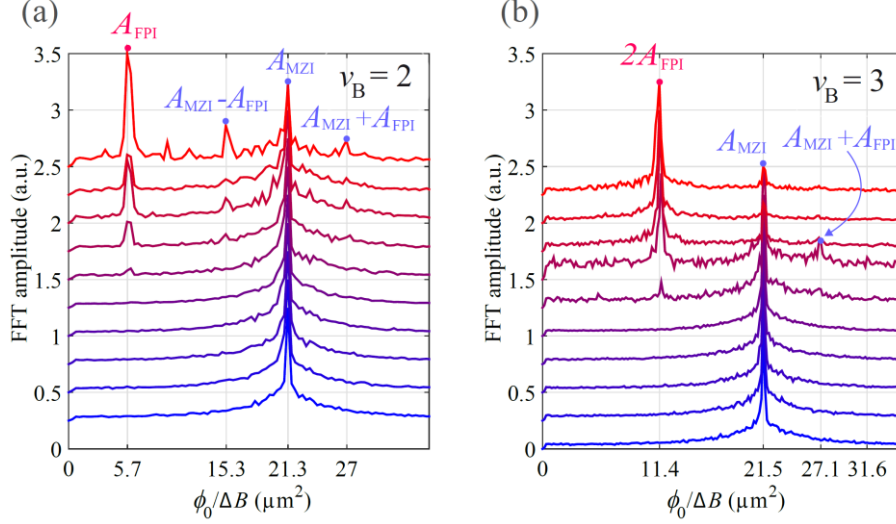 (a)
A_FPI
A_MZI
ν_B = 2
A_MZI - A_FPI
A_MZI + A_FPI
FFT amplitude (a.u.)
3.5
3
2.5
2
1.5
1
0.5
0
0 5.7 15.3 21.3 27
ϕ_0/ΔB (μm²)
(b)
2A_FPI
ν_B = 3
A_MZI
A_MZI + A_FPI
FFT amplitude (a.u.)
3.5
3
2.5
2
1.5
1
0.5
0
0 11.4 21.5 27.1 31.6
ϕ_0/ΔB (μm²)